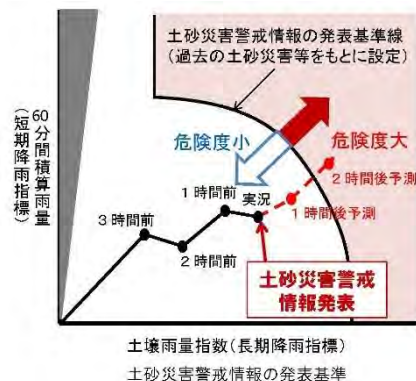 土砂災害警戒情報の発表基準線
(過去の土砂災害等をもとに設定)
60分間積算雨量
(短期降雨指標)
危険度小
危険度大
2時間後予測
1時間前
実況
1時間後予測
3時間前
2時間前
土砂災害警戒
情報発表
土壌雨量指数(長期降雨指標)
土砂災害警戒情報の発表基準